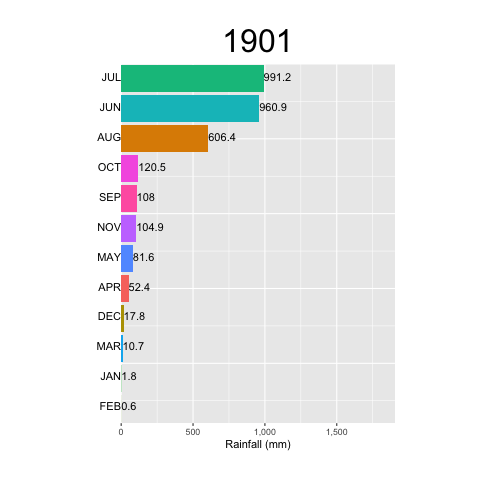 1901
JUL 991.2
JUN 960.9
AUG 606.4
OCT 120.5
SEP 108
NOV 104.9
MAY 81.6
APR 52.4
DEC 17.8
MAR 10.7
JAN 1.8
FEB 0.6
0 500 1,000 1,500
Rainfall (mm)